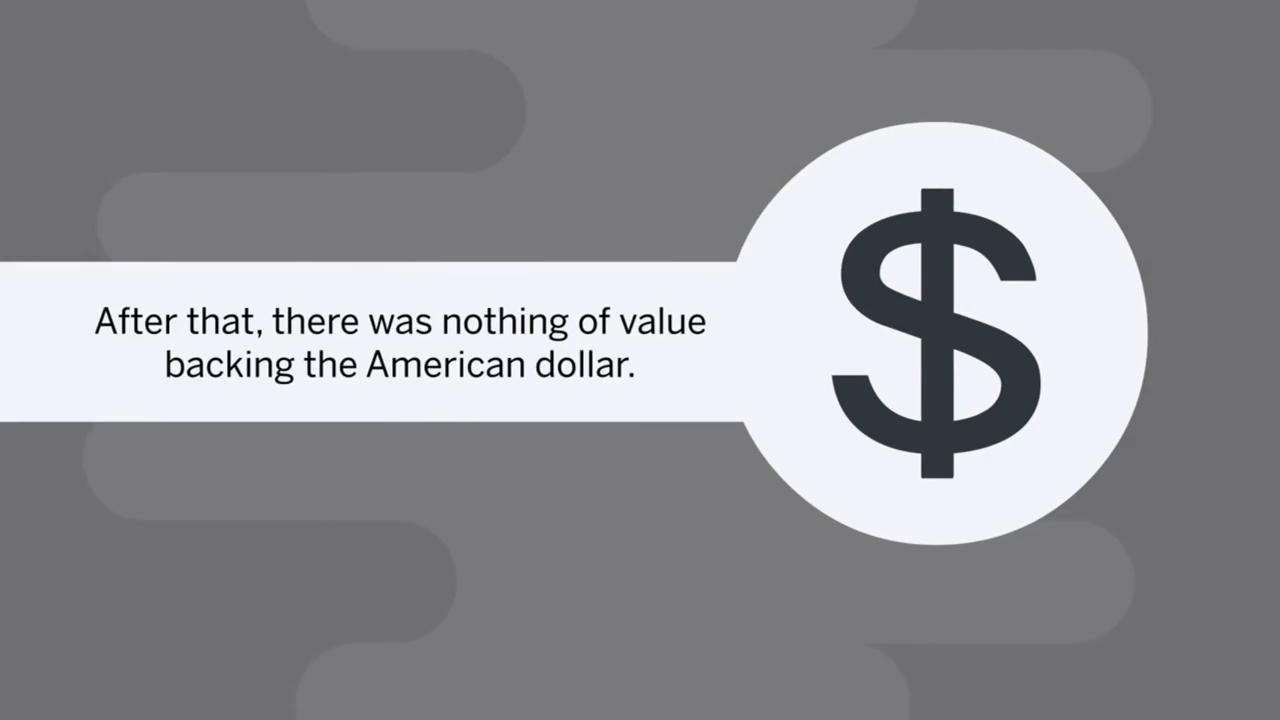 After that, there was nothing of value
backing the American dollar.
$